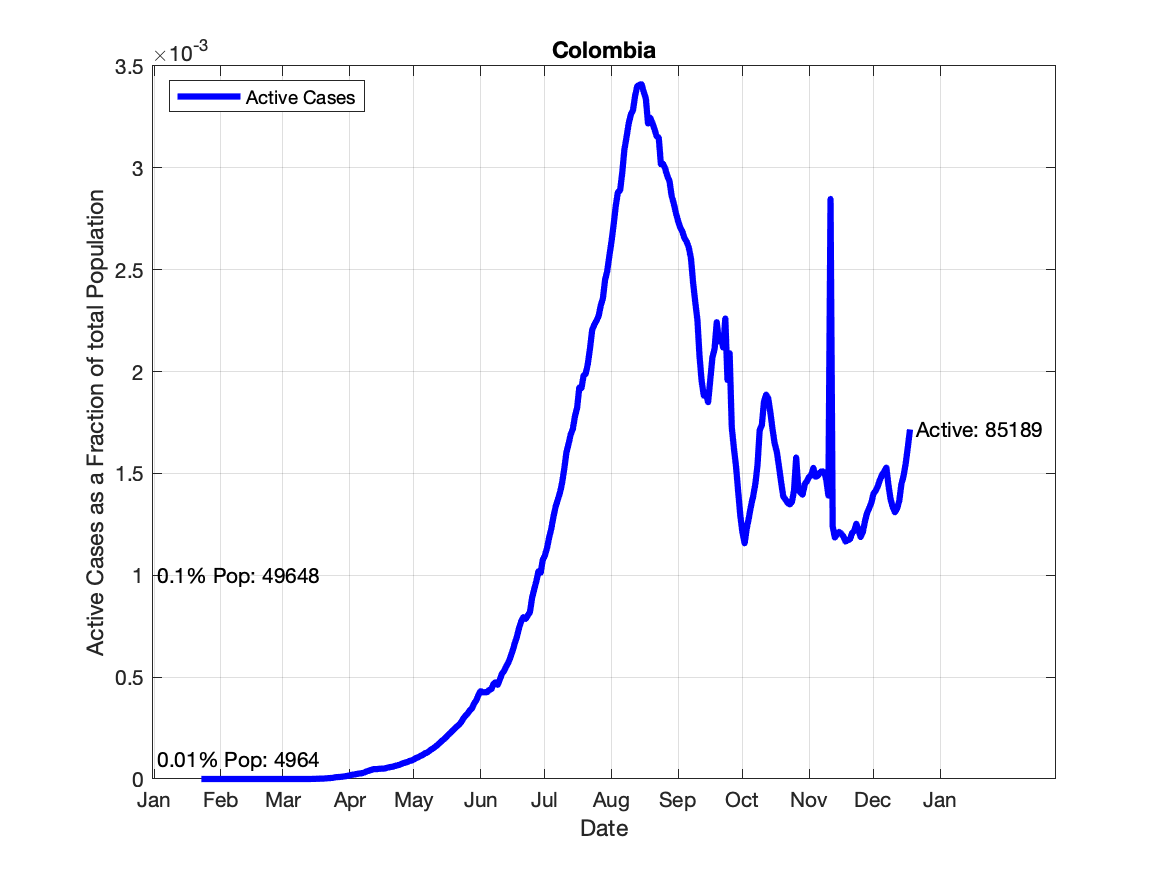 Colombia
×10-3
3.5
3
2.5
2
1.5
1
0.5
0
Active Cases as a Fraction of total Population
Active Cases
Active: 85189
0.1% Pop: 49648
0.01% Pop: 4964
Jan Feb Mar Apr May Jun Jul Aug Sep Oct Nov Dec Jan
Date